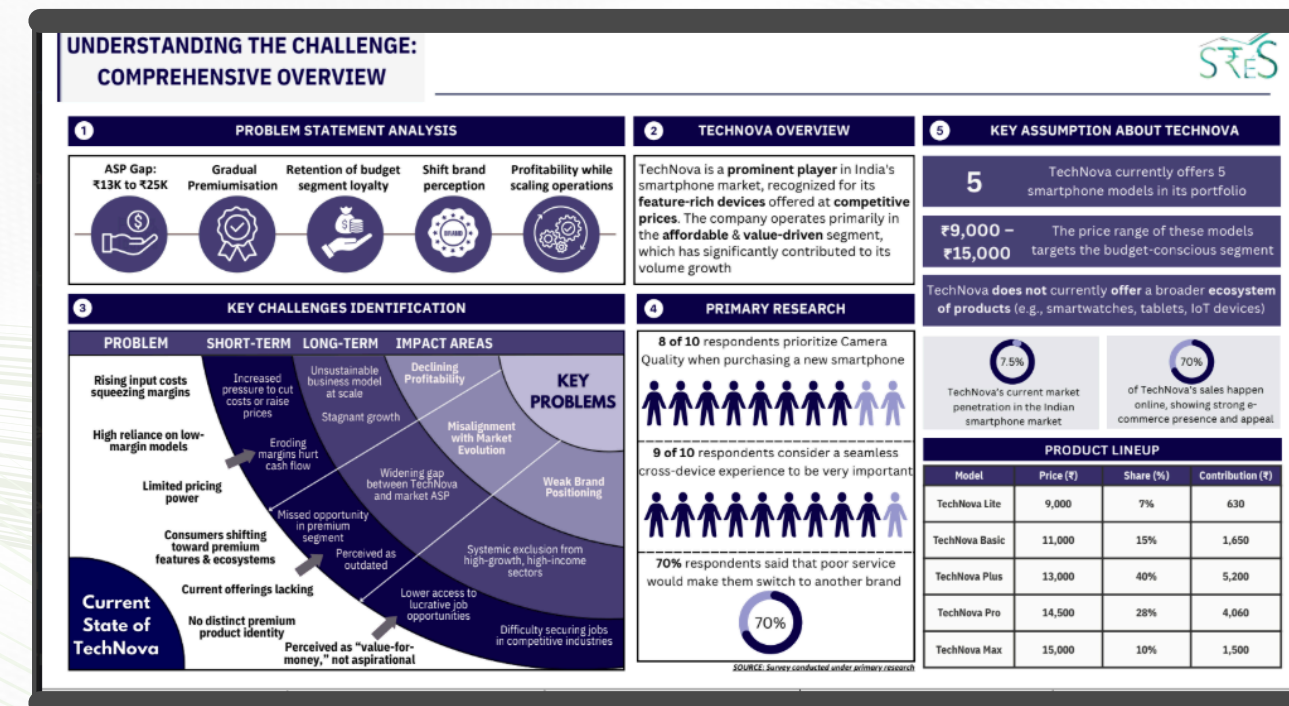 UNDERSTANDING THE CHALLENGE:
COMPREHENSIVE OVERVIEW
S₹ES
1
PROBLEM STATEMENT ANALYSIS
ASP Gap:
₹13K to ₹25K
Gradual
Premiumisation
Retention of budget
segment loyalty
Shift brand
perception
Profitability while
scaling operations
BRAND
2
TECHNOVA OVERVIEW
TechNova is a prominent player in India's
smartphone market, recognized for its
feature-rich devices offered at competitive
prices. The company operates primarily in
the affordable & value-driven segment,
which has significantly contributed to its
volume growth
3
KEY CHALLENGES IDENTIFICATION
PROBLEM
SHORT-TERM
LONG-TERM
IMPACT AREAS
Rising input costs
squeezing margins
High reliance on low-
margin models
Limited pricing
power
Consumers shifting
toward premium
features & ecosystems
Current offerings lacking
No distinct premium
product identity
Perceived as "value-for-
money," not aspirational
Current
State of
TechNova
Increased
pressure to cut
costs or raise
prices
Eroding
margins hurt
cash flow
Missed opportunity
in premium
segment
Perceived as
outdated
Lower access to
lucrative job
opportunities
Unsustainable
business model
at scale
Stagnant growth
Widening gap
between TechNova
and market ASP
Systemic exclusion from
high-growth, high-income
sectors
Difficulty securing jobs
in competitive industries
Declining
Profitability
Misalignment
with Market
Evolution
Weak Brand
Positioning
KEY
PROBLEMS
4
PRIMARY RESEARCH
8 of 10 respondents prioritize Camera
Quality when purchasing a new smartphone
9 of 10 respondents consider a seamless
cross-device experience to be very important
70% respondents said that poor service
would make them switch to another brand
70%
SOURCE: Survey conducted under primary research
5
KEY ASSUMPTION ABOUT TECHNOVA
5
TechNova currently offers 5
smartphone models in its portfolio
₹9,000 –
₹15,000
The price range of these models
targets the budget-conscious segment
TechNova does not currently offer a broader ecosystem
of products (e.g., smartwatches, tablets, IoT devices)
7.5%
TechNova's current market
penetration in the Indian
smartphone market
70%
of TechNova's sales happen
online, showing strong e-
commerce presence and appeal
PRODUCT LINEUP
Model Price (₹) Share (%) Contribution (₹)
TechNova Lite 9,000 7% 630
TechNova Basic 11,000 15% 1,650
TechNova Plus 13,000 40% 5,200
TechNova Pro 14,500 28% 4,060
TechNova Max 15,000 10% 1,500